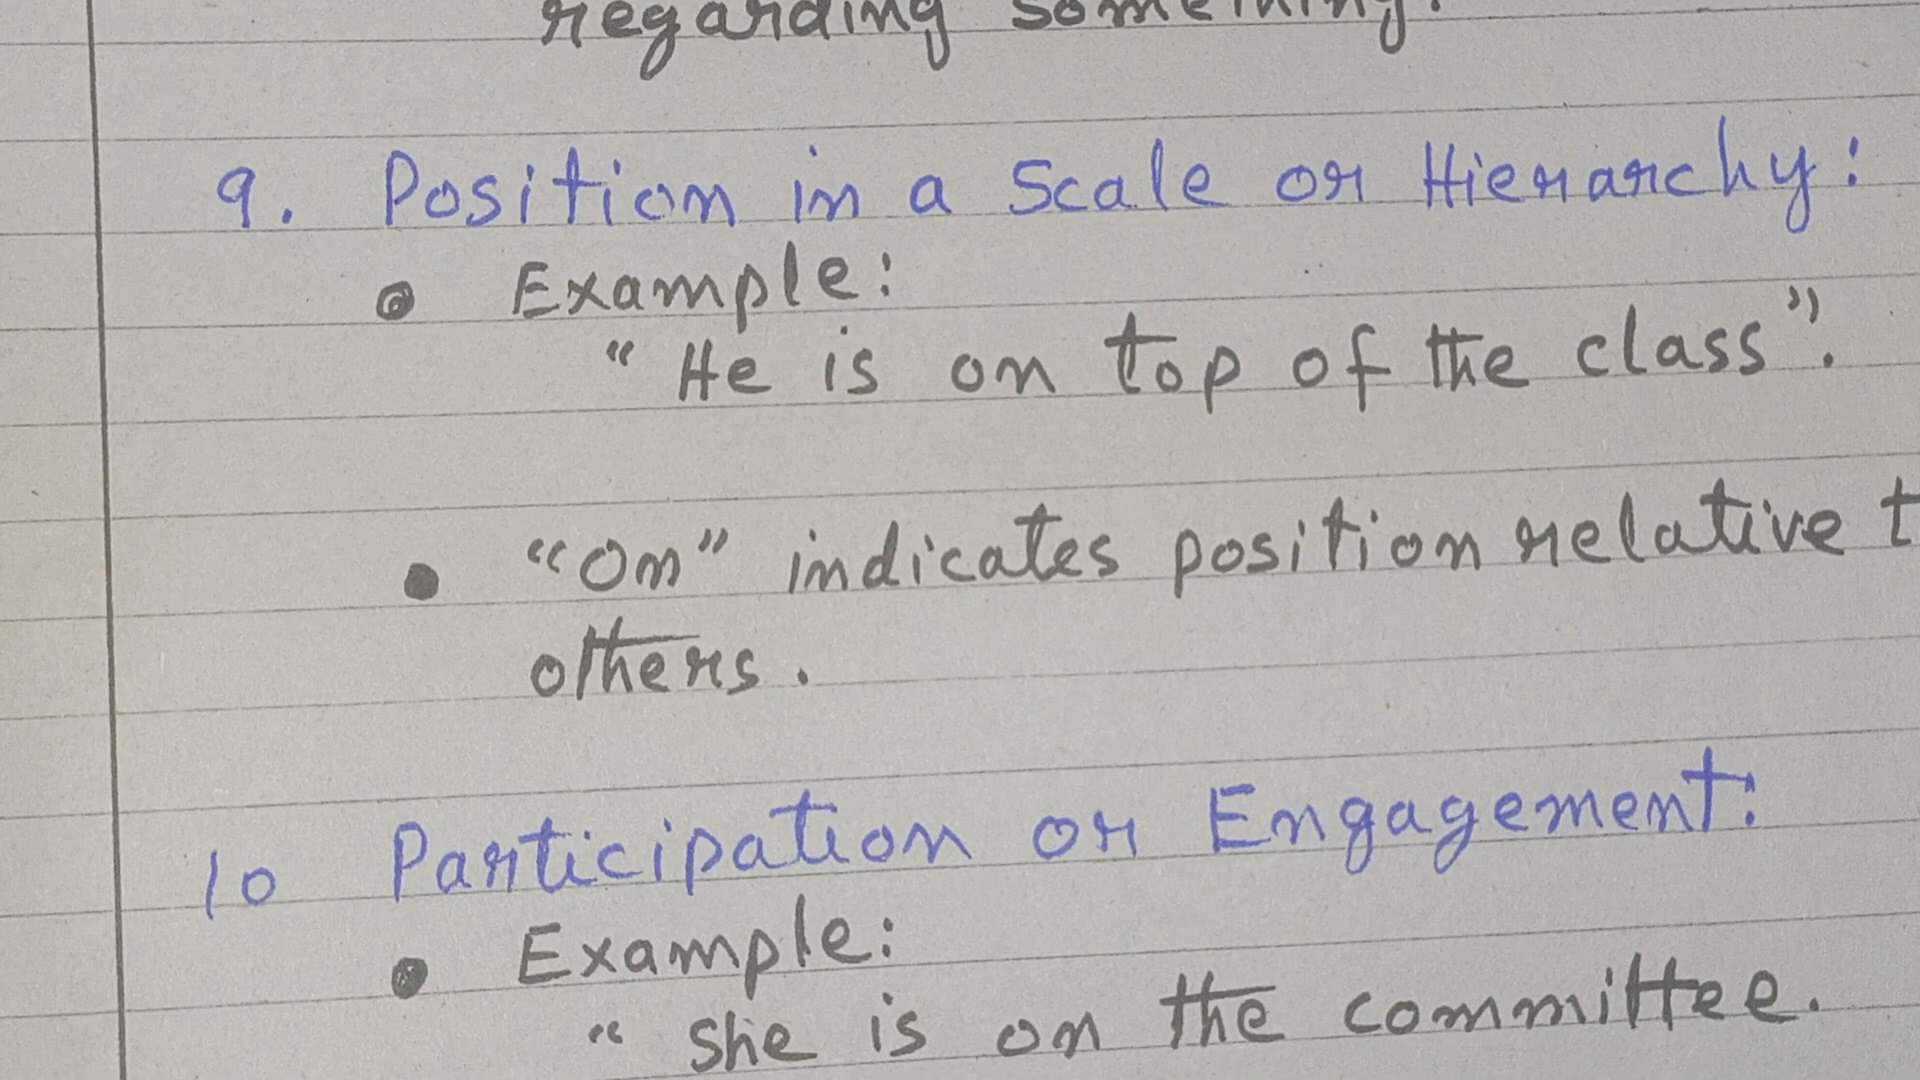 regarding something.
9. Position in a Scale or Hierarchy:
Example:
"He is on top of the class".
"On" indicates position relative t
others.
10 Participation or Engagement:
Example:
" She is on the committee.